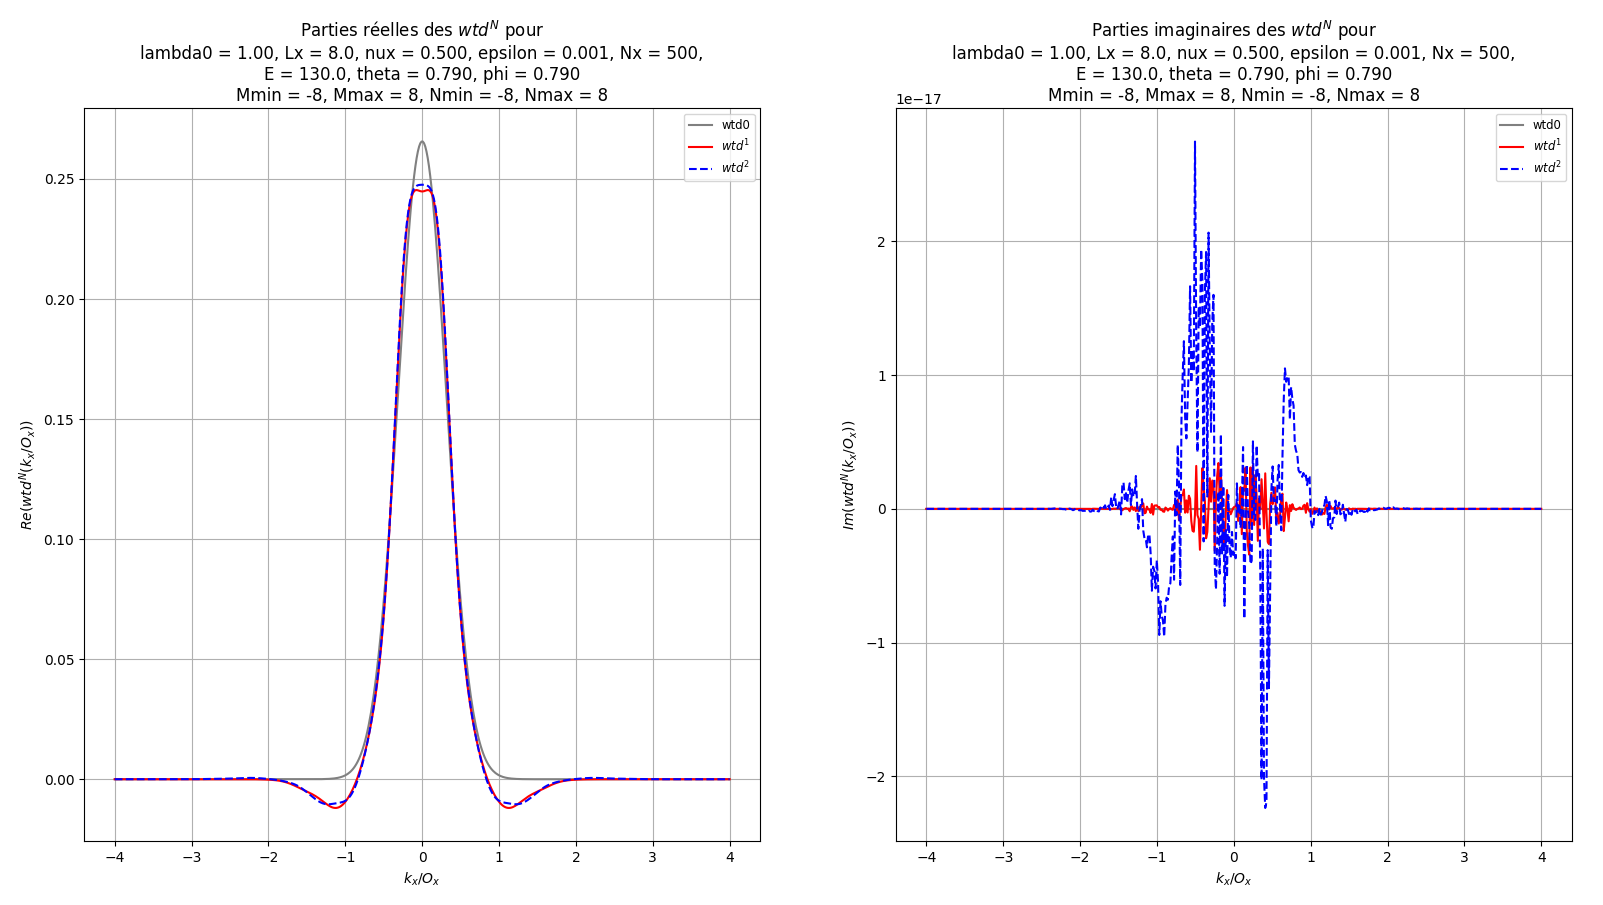 Parties réelles des wtd^N pour
lambda0 = 1.00, Lx = 8.0, nux = 0.500, epsilon = 0.001, Nx = 500,
E = 130.0, theta = 0.790, phi = 0.790
Mmin = -8, Mmax = 8, Nmin = -8, Nmax = 8
wtd0
wtd^1
wtd^2
0.25
0.20
0.15
0.10
0.05
0.00
Re(wtd^N(k_x/O_x))
−4 −3 −2 −1 0 1 2 3 4
k_x/O_x
Parties imaginaires des wtd^N pour
lambda0 = 1.00, Lx = 8.0, nux = 0.500, epsilon = 0.001, Nx = 500,
E = 130.0, theta = 0.790, phi = 0.790
Mmin = -8, Mmax = 8, Nmin = -8, Nmax = 8
1e−17
wtd0
wtd^1
wtd^2
2
1
0
−1
−2
Im(wtd^N(k_x/O_x))
−4 −3 −2 −1 0 1 2 3 4
k_x/O_x